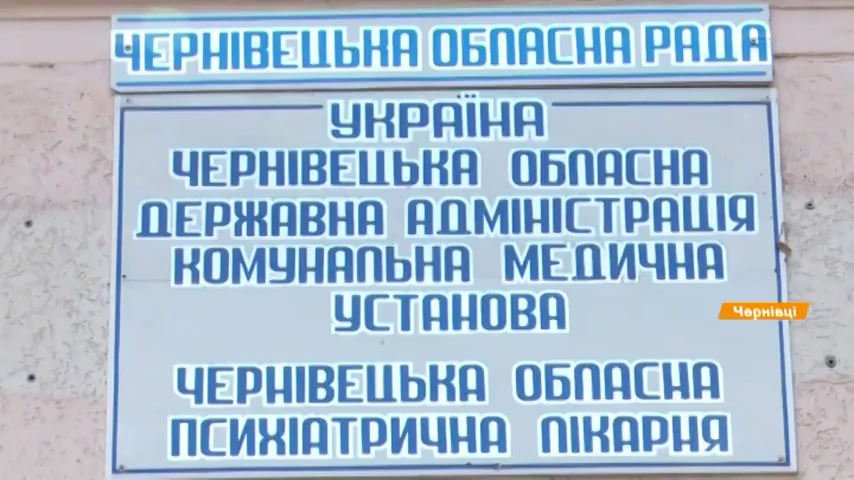 ЧЕРНІВЕЦЬКА ОБЛАСНА РАДА
УКРАЇНА
ЧЕРНІВЕЦЬКА ОБЛАСНА
ДЕРЖАВНА АДМІНІСТРАЦІЯ
КОМУНАЛЬНА МЕДИЧНА
УСТАНОВА
Чернівці
ЧЕРНІВЕЦЬКА ОБЛАСНА
ПСИХІАТРИЧНА ЛІКАРНЯ